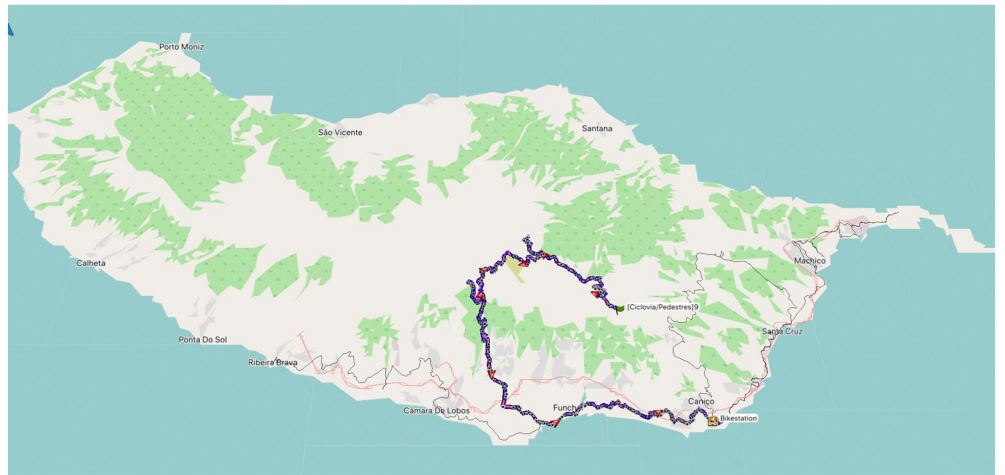 Porto Moniz
São Vicente
Santana
Calheta
Machico
[Ciclovia/Pedestres]9
Santa Cruz
Ponta Do Sol
Ribeira Brava
Caniço
Câmara De Lobos
Funchal
Bikestation